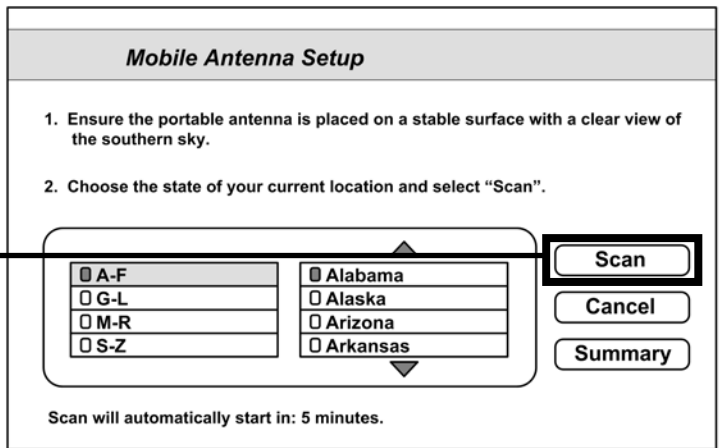 Mobile Antenna Setup
1. Ensure the portable antenna is placed on a stable surface with a clear view of
the southern sky.
2. Choose the state of your current location and select “Scan”.
A-F
G-L
M-R
S-Z
Alabama
Alaska
Arizona
Arkansas
Scan
Cancel
Summary
Scan will automatically start in: 5 minutes.